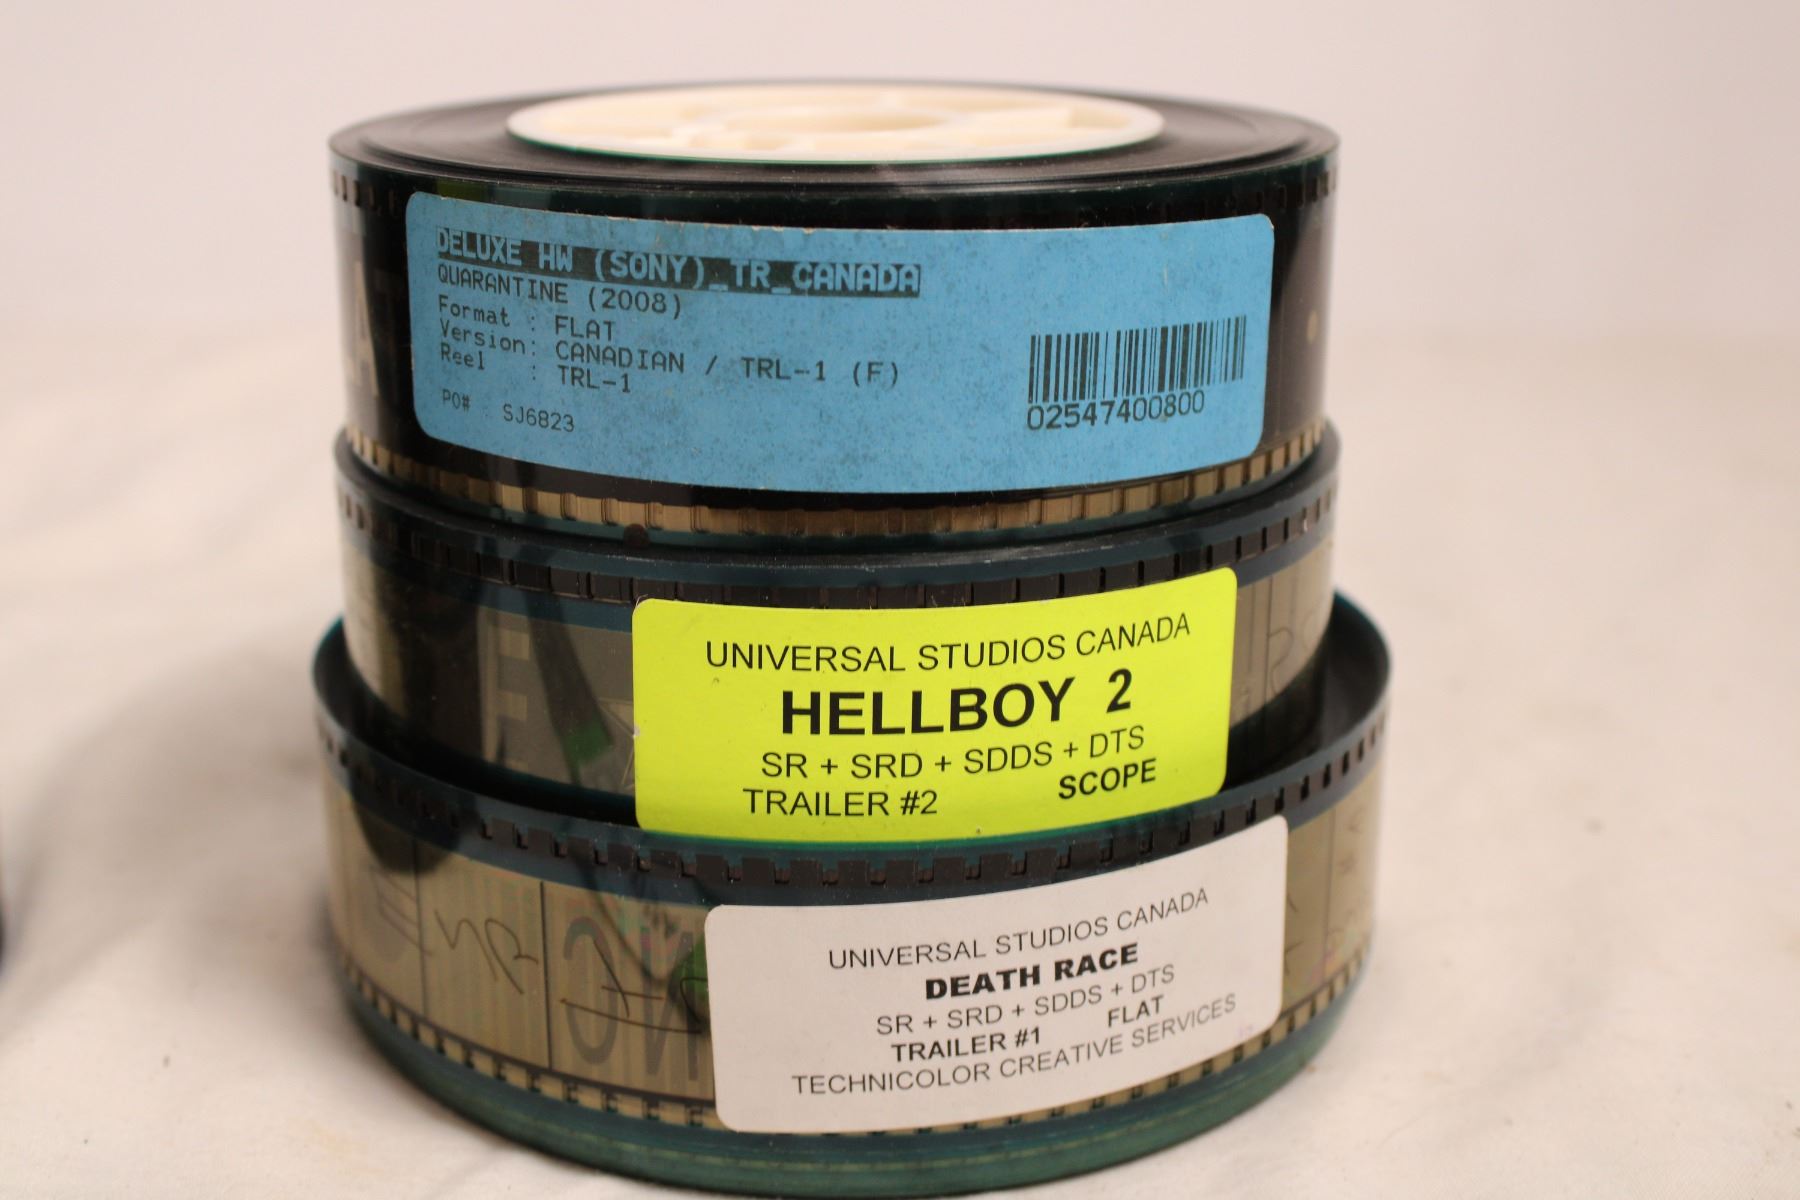 DELUXE HW (SONY)_TR_CANADA
QUARANTINE (2008)
Format : FLAT
Version: CANADIAN / TRL-1 (F)
Reel : TRL-1
PO# SJ6823
02547400800
UNIVERSAL STUDIOS CANADA
HELLBOY 2
SR + SRD + SDDS + DTS
TRAILER #2 SCOPE
UNIVERSAL STUDIOS CANADA
DEATH RACE
SR + SRD + SDDS + DTS
TRAILER #1 FLAT
TECHNICOLOR CREATIVE SERVICES